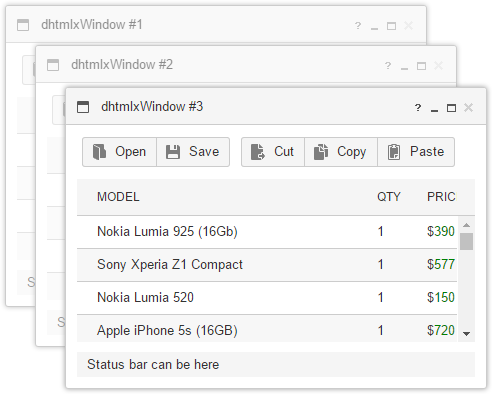 dhtmlxWindow #1
?
dhtmlxWindow #2
?
dhtmlxWindow #3
?
Open Save Cut Copy Paste
MODEL QTY PRIC
Nokia Lumia 925 (16Gb) 1 $390
Sony Xperia Z1 Compact 1 $577
Nokia Lumia 520 1 $150
Apple iPhone 5s (16GB) 1 $720
S
S
Status bar can be here